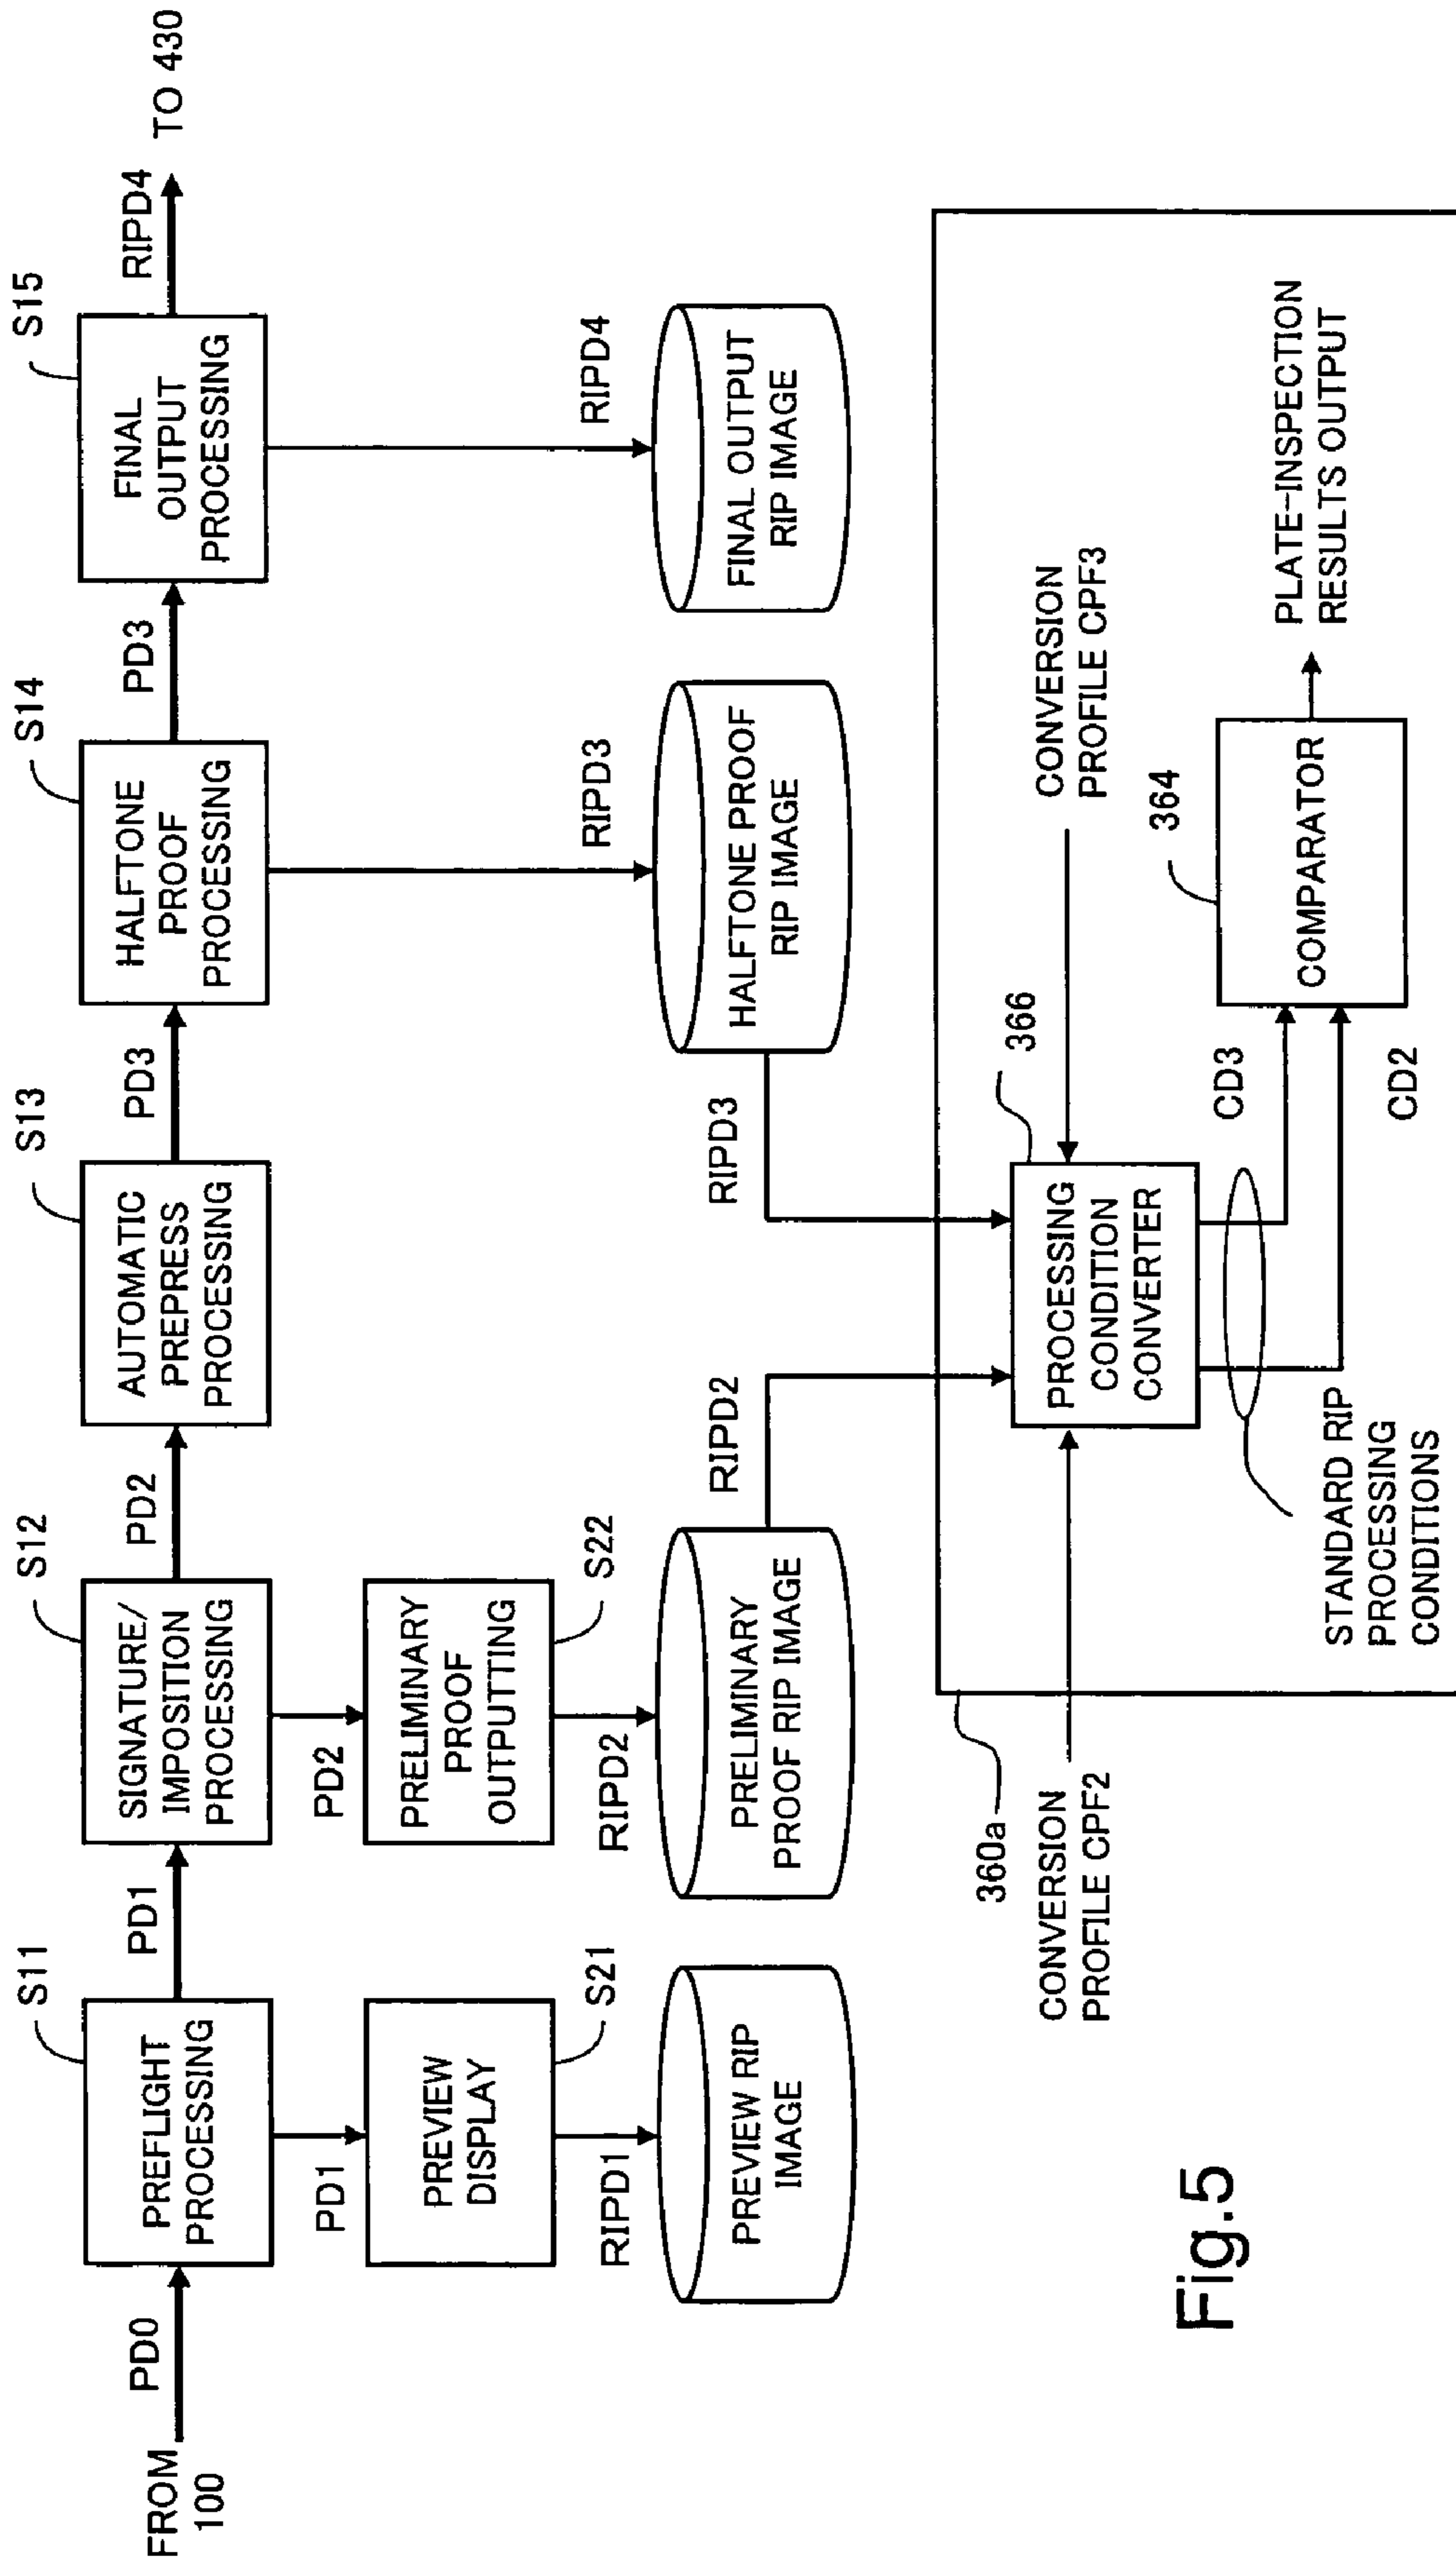 FROM
100
PD0
S11
PREFLIGHT
PROCESSING
PD1
S12
SIGNATURE/
IMPOSITION
PROCESSING
PD2
S13
AUTOMATIC
PREPRESS
PROCESSING
PD3
S14
HALFTONE
PROOF
PROCESSING
PD3
S15
FINAL
OUTPUT
PROCESSING
RIPD4
TO 430
PD1
PREVIEW
DISPLAY
S21
PD2
PRELIMINARY
PROOF
OUTPUTTING
S22
RIPD1
RIPD2
RIPD3
RIPD4
PREVIEW RIP
IMAGE
PRELIMINARY
PROOF RIP IMAGE
HALFTONE PROOF
RIP IMAGE
FINAL OUTPUT
RIP IMAGE
RIPD2
RIPD3
360a
CONVERSION
PROFILE CPF2
366
PROCESSING
CONDITION
CONVERTER
CONVERSION
PROFILE CPF3
STANDARD RIP
PROCESSING
CONDITIONS
CD3
CD2
364
COMPARATOR
PLATE-INSPECTION
RESULTS OUTPUT
Fig.5